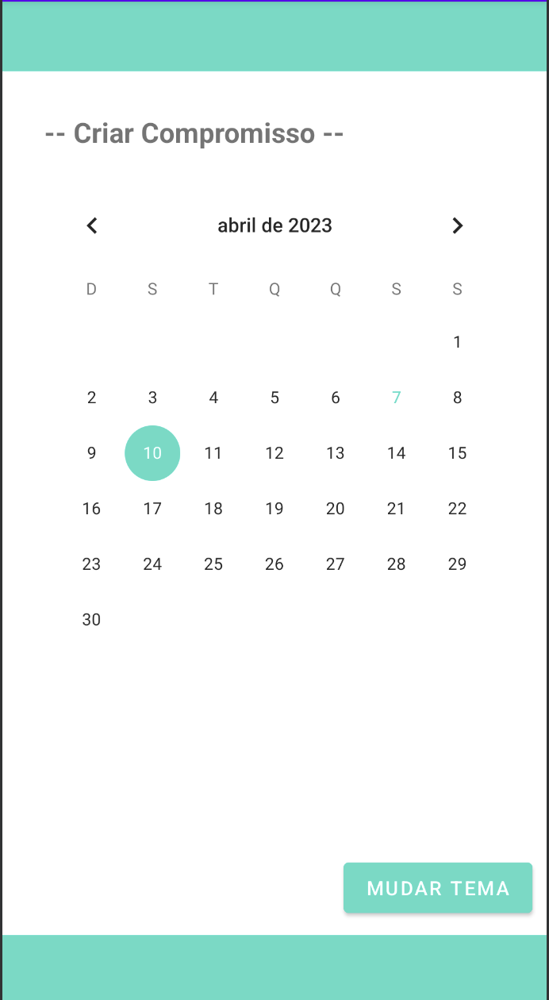 -- Criar Compromisso --
abril de 2023
D S T Q Q S S
1
2 3 4 5 6 7 8
9 10 11 12 13 14 15
16 17 18 19 20 21 22
23 24 25 26 27 28 29
30
MUDAR TEMA